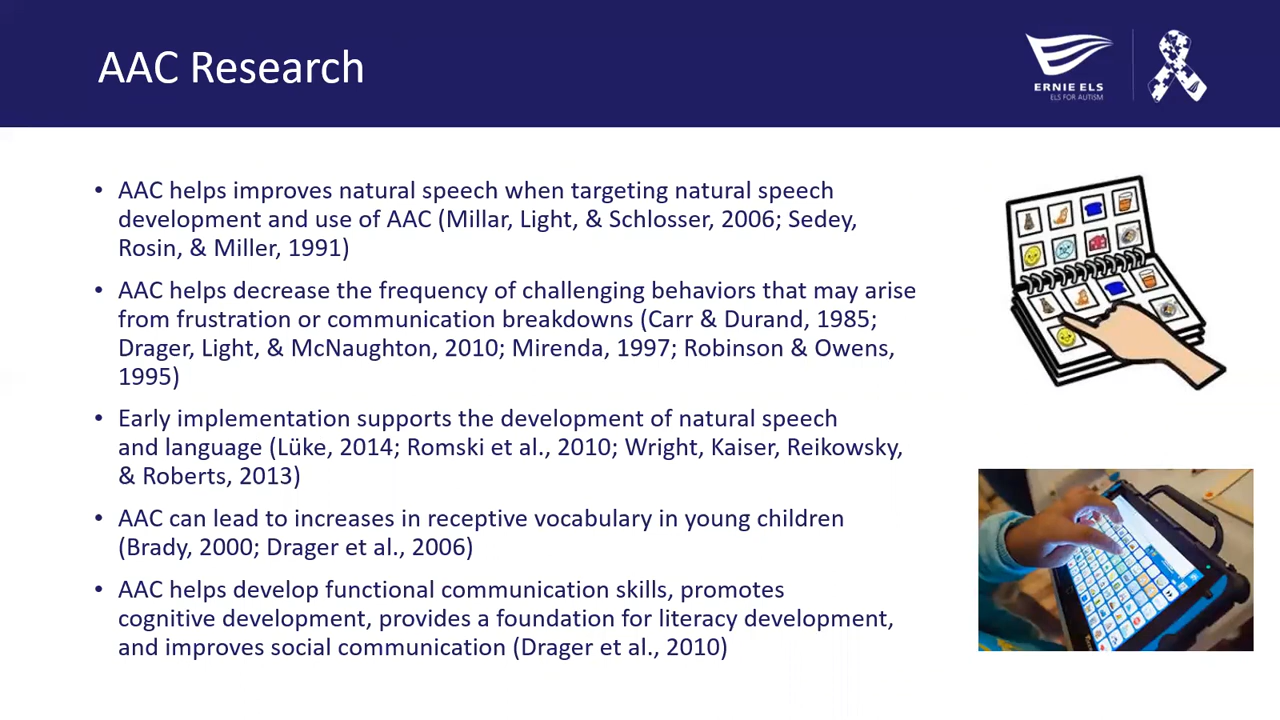 AAC Research
ERNIE ELS
ELS FOR AUTISM
• AAC helps improves natural speech when targeting natural speech
development and use of AAC (Millar, Light, & Schlosser, 2006; Sedey,
Rosin, & Miller, 1991)
• AAC helps decrease the frequency of challenging behaviors that may arise
from frustration or communication breakdowns (Carr & Durand, 1985;
Drager, Light, & McNaughton, 2010; Mirenda, 1997; Robinson & Owens,
1995)
• Early implementation supports the development of natural speech
and language (Lüke, 2014; Romski et al., 2010; Wright, Kaiser, Reikowsky,
& Roberts, 2013)
• AAC can lead to increases in receptive vocabulary in young children
(Brady, 2000; Drager et al., 2006)
• AAC helps develop functional communication skills, promotes
cognitive development, provides a foundation for literacy development,
and improves social communication (Drager et al., 2010)